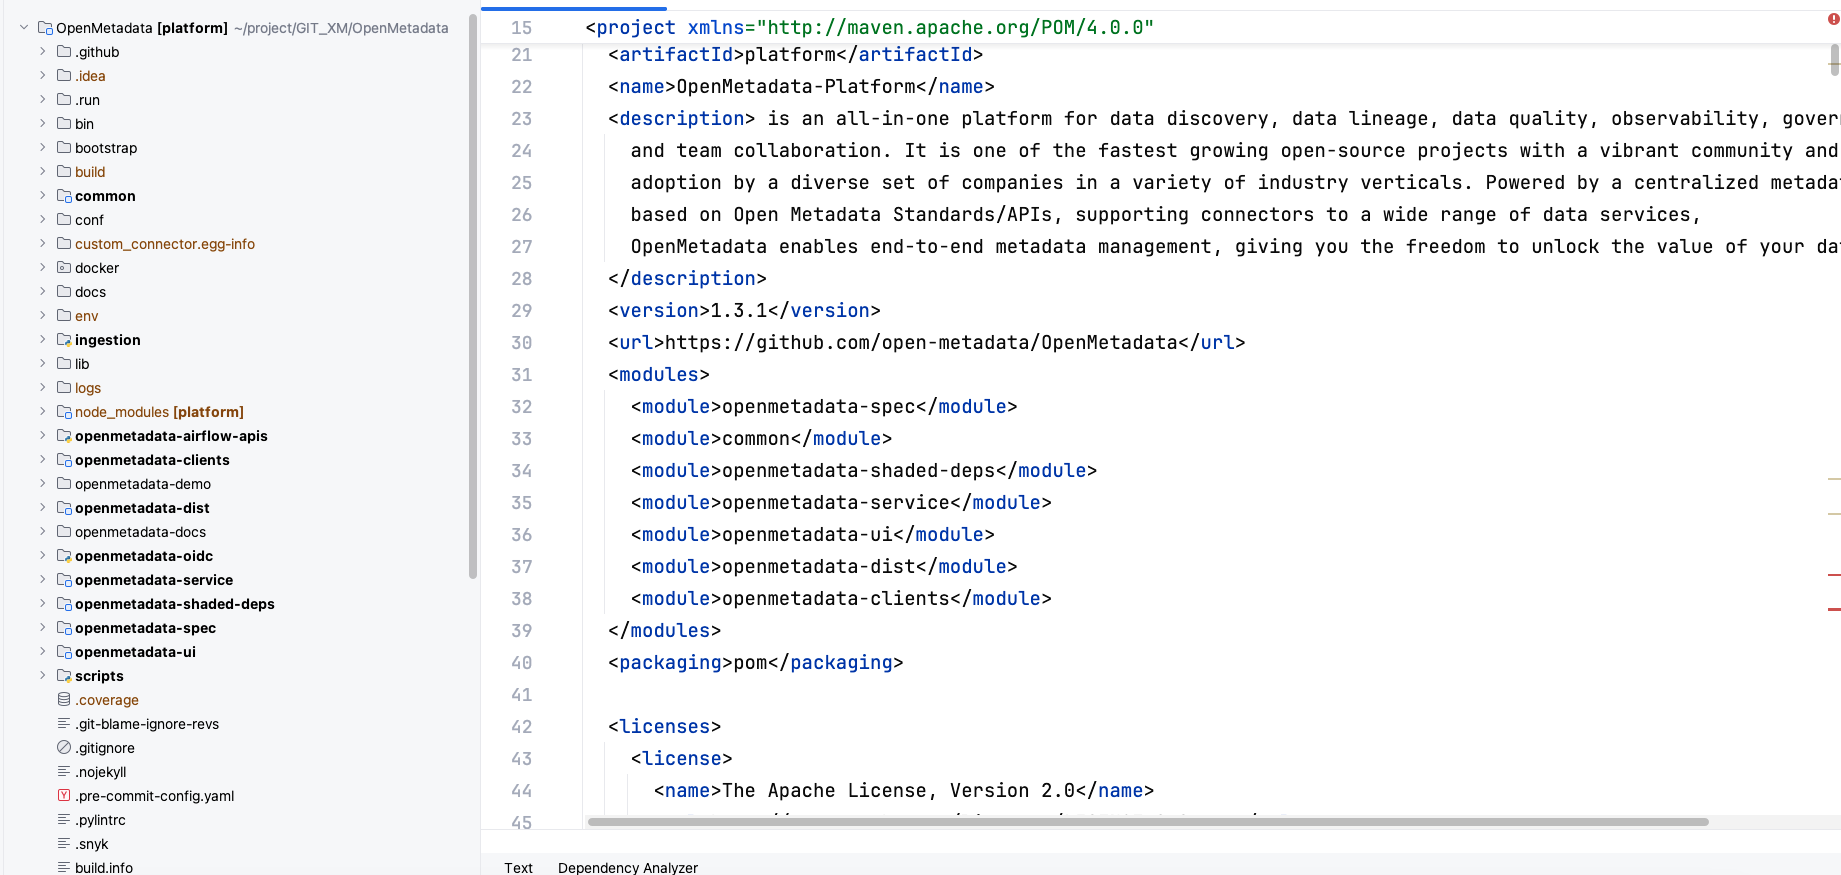 OpenMetadata [platform] ~/project/GIT_XM/OpenMetadata
.github
.idea
.run
bin
bootstrap
build
common
conf
custom_connector.egg-info
docker
docs
env
ingestion
lib
logs
node_modules [platform]
openmetadata-airflow-apis
openmetadata-clients
openmetadata-demo
openmetadata-dist
openmetadata-docs
openmetadata-oidc
openmetadata-service
openmetadata-shaded-deps
openmetadata-spec
openmetadata-ui
scripts
.coverage
.git-blame-ignore-revs
.gitignore
.nojekyll
.pre-commit-config.yaml
.pylintrc
.snyk
build.info
15 <project xmlns="http://maven.apache.org/POM/4.0.0"
21 <artifactId>platform</artifactId>
22 <name>OpenMetadata-Platform</name>
23 <description> is an all-in-one platform for data discovery, data lineage, data quality, observability, gover
24 and team collaboration. It is one of the fastest growing open-source projects with a vibrant community and
25 adoption by a diverse set of companies in a variety of industry verticals. Powered by a centralized metada
26 based on Open Metadata Standards/APIs, supporting connectors to a wide range of data services,
27 OpenMetadata enables end-to-end metadata management, giving you the freedom to unlock the value of your da
28 </description>
29 <version>1.3.1</version>
30 <url>https://github.com/open-metadata/OpenMetadata</url>
31 <modules>
32 <module>openmetadata-spec</module>
33 <module>common</module>
34 <module>openmetadata-shaded-deps</module>
35 <module>openmetadata-service</module>
36 <module>openmetadata-ui</module>
37 <module>openmetadata-dist</module>
38 <module>openmetadata-clients</module>
39 </modules>
40 <packaging>pom</packaging>
41
42 <licenses>
43 <license>
44 <name>The Apache License, Version 2.0</name>
45
Text Dependency Analyzer